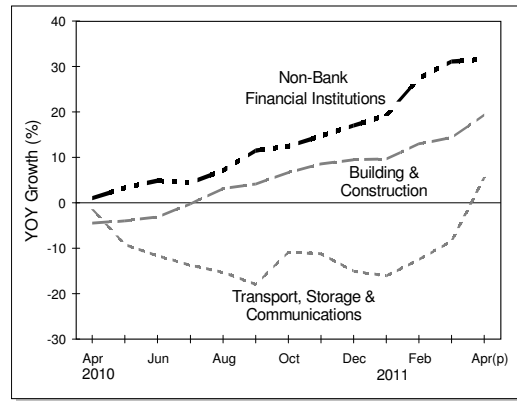 40
30
20
10
0
-10
-20
-30
YOY Growth (%)
Non-Bank
Financial Institutions
Building &
Construction
Transport, Storage &
Communications
Apr Jun Aug Oct Dec Feb Apr(p)
2010 2011